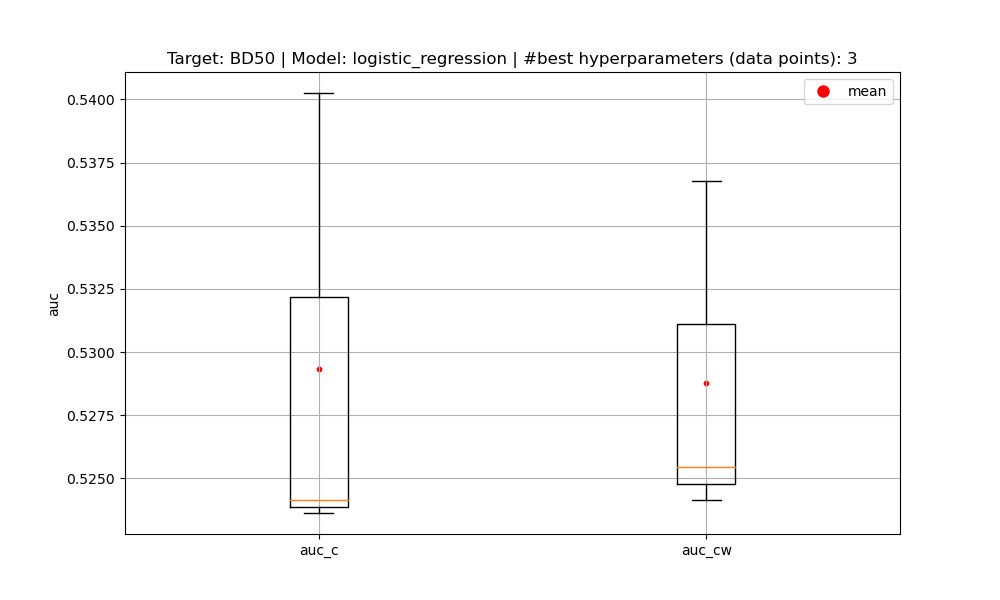 Target: BD50 | Model: logistic_regression | #best hyperparameters (data points): 3
mean
0.5400
0.5375
0.5350
0.5325
0.5300
0.5275
0.5250
auc
auc_c
auc_cw